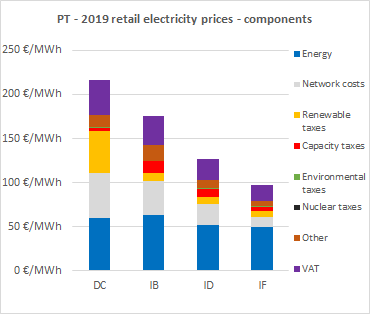 PT - 2019 retail electricity prices - components
250 €/MWh
200 €/MWh
150 €/MWh
100 €/MWh
50 €/MWh
0 €/MWh
DC IB ID IF
Energy
Network costs
Renewable
taxes
Capacity taxes
Environmental
taxes
Nuclear taxes
Other
VAT